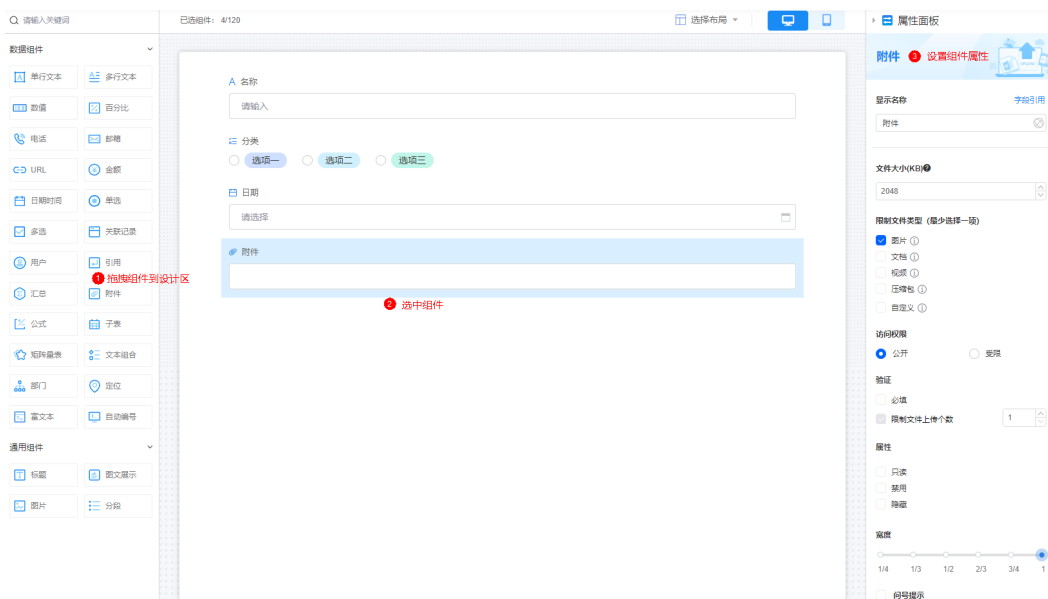 请输入关键词
已选组件: 4/120
选择布局
属性面板
数据组件
单行文本
多行文本
数值
百分比
电话
邮箱
URL
金额
日期时间
单选
多选
关联记录
用户
引用
1 拖拽组件到设计区
汇总
附件
公式
子表
矩阵量表
文本组合
部门
定位
富文本
自动编号
通用组件
标题
图文展示
图片
分段
名称
请输入
分类
选项一
选项二
选项三
日期
请选择
附件
2 选中组件
附件
3 设置组件属性
显示名称
字段引用
附件
文件大小(KB)
2048
限制文件类型 (最少选择一项)
图片
文档
视频
压缩包
自定义
访问权限
公开
受限
验证
必填
限制文件上传个数
1
属性
只读
禁用
隐藏
宽度
1/4 1/3 1/2 2/3 3/4 1
问号提示